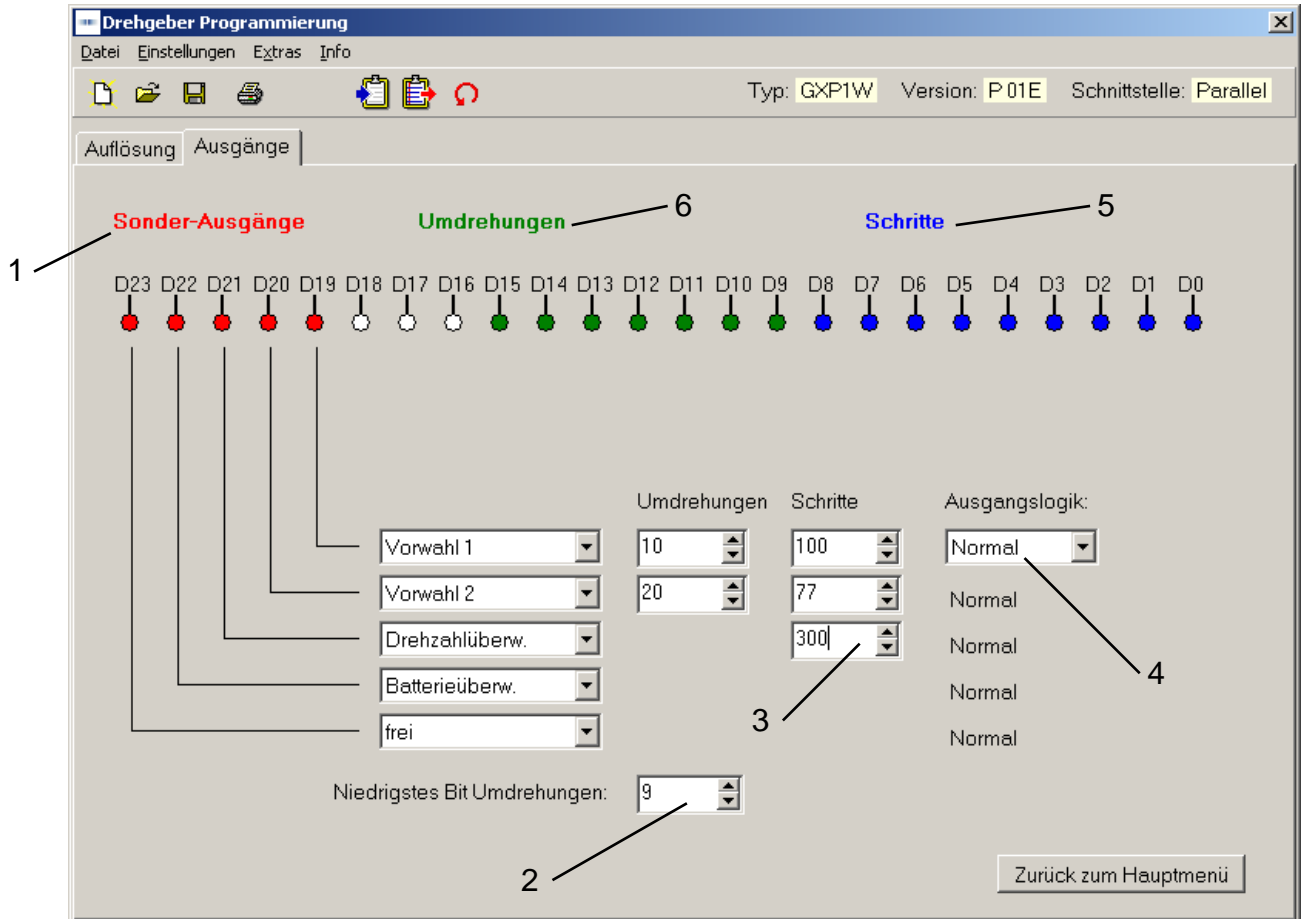 Drehgeber Programmierung
Datei Einstellungen Extras Info
Typ: GXP1W Version: P 01E Schnittstelle: Parallel
Auflösung Ausgänge
Sonder-Ausgänge Umdrehungen 6 Schritte 5
1
D23 D22 D21 D20 D19 D18 D17 D16 D15 D14 D13 D12 D11 D10 D9 D8 D7 D6 D5 D4 D3 D2 D1 D0
Umdrehungen Schritte Ausgangslogik:
Vorwahl 1 10 100 Normal
Vorwahl 2 20 77 Normal
Drehzahlüberw. 300 Normal
4
Batterieüberw. Normal
3
frei Normal
Niedrigstes Bit Umdrehungen: 9
2
Zurück zum Hauptmenü